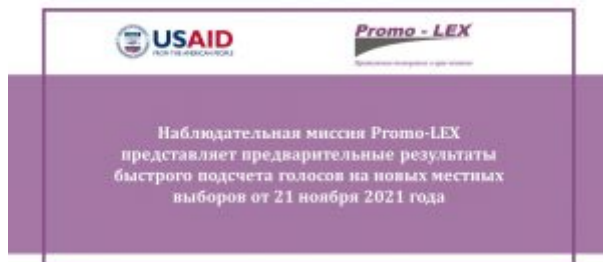 USAID
FROM THE AMERICAN PEOPLE
Promo - LEX
Наблюдательная миссия Promo-LEX
представляет предварительные результаты
быстрого подсчета голосов на новых местных
выборов от 21 ноября 2021 года